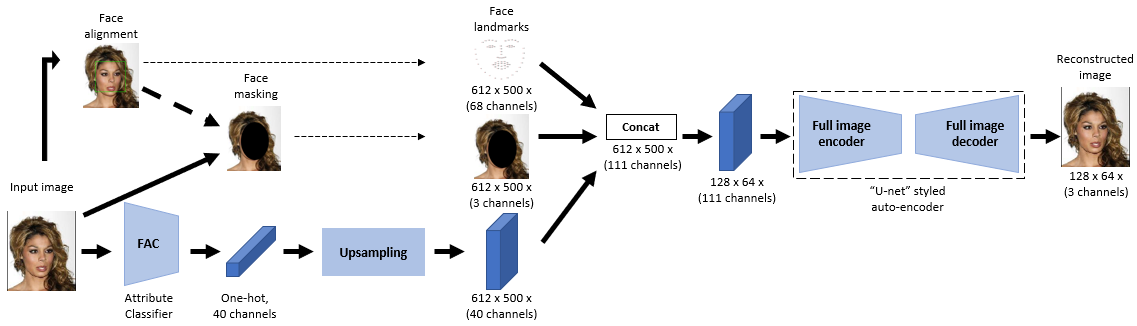 Face
alignment
Face
masking
Input image
FAC
Attribute
Classifier
One-hot,
40 channels
Upsampling
Face
landmarks
612 x 500 x
(68 channels)
612 x 500 x
(3 channels)
612 x 500 x
(40 channels)
Concat
612 x 500 x
(111 channels)
128 x 64 x
(111 channels)
Full image
encoder
Full image
decoder
“U-net” styled
auto-encoder
Reconstructed
image
128 x 64 x
(3 channels)